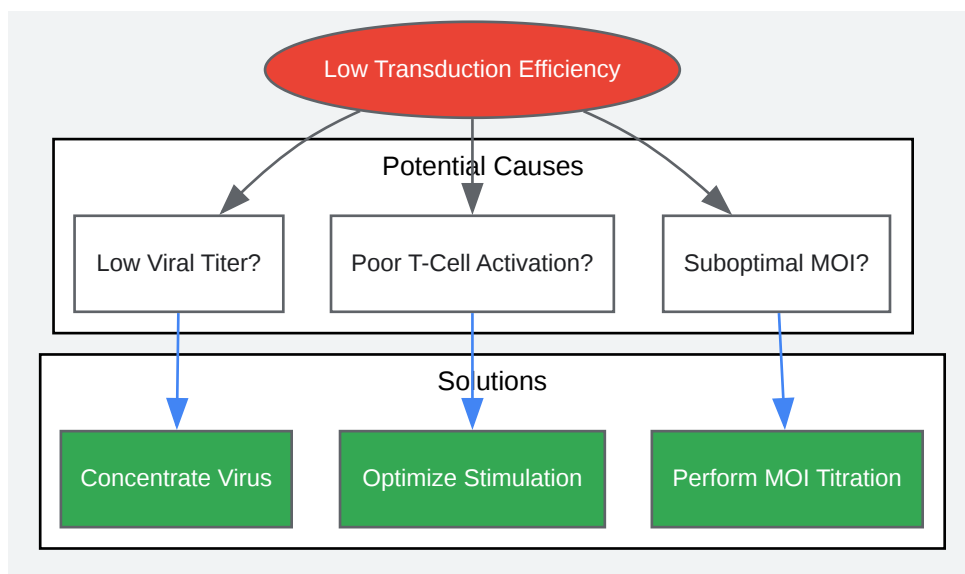 Low Transduction Efficiency
Potential Causes
Low Viral Titer?
Poor T-Cell Activation?
Suboptimal MOI?
Solutions
Concentrate Virus
Optimize Stimulation
Perform MOI Titration